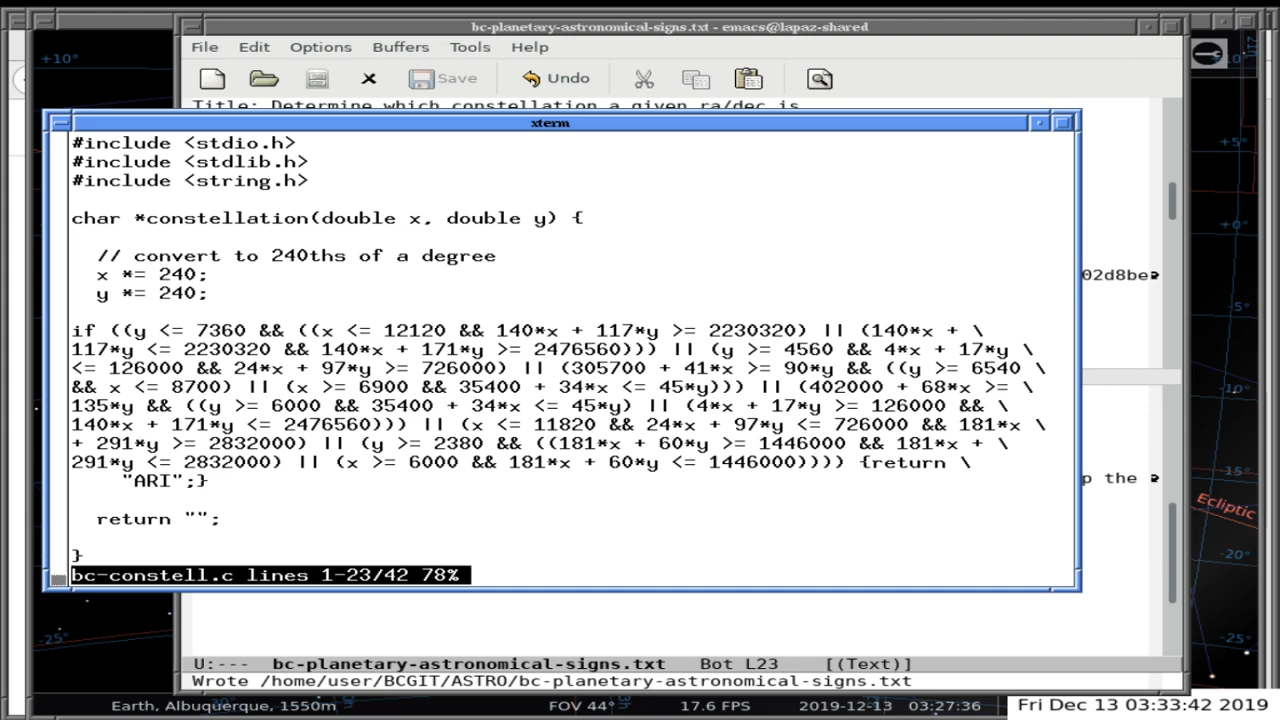 bc-planetary-astronomical-signs.txt - emacs@lapaz-shared
File Edit Options Buffers Tools Help
Save Undo
+10°
Title: Determine which constellation a given ra/dec is
xterm
#include <stdio.h>
#include <stdlib.h>
#include <string.h>
char *constellation(double x, double y) {
// convert to 240ths of a degree
x *= 240;
y *= 240;
if ((y <= 7360 && ((x <= 12120 && 140*x + 117*y >= 2230320) || (140*x + \
117*y <= 2230320 && 140*x + 171*y >= 2476560))) || (y >= 4560 && 4*x + 17*y \
<= 126000 && 24*x + 97*y >= 726000) || (305700 + 41*x >= 90*y && ((y >= 6540 \
&& x <= 8700) || (x >= 6900 && 35400 + 34*x <= 45*y))) || (402000 + 68*x >= \
135*y && ((y >= 6000 && 35400 + 34*x <= 45*y) || (4*x + 17*y >= 126000 && \
140*x + 171*y <= 2476560))) || (x <= 11820 && 24*x + 97*y <= 726000 && 181*x \
+ 291*y >= 2832000) || (y >= 2380 && ((181*x + 60*y >= 1446000 && 181*x + \
291*y <= 2832000) || (x >= 6000 && 181*x + 60*y <= 1446000)))) {return \
"ARI";}
return "";
}
bc-constell.c lines 1-23/42 78%
+5°
+0°
02d8be
-5°
-10°
-15°
p the
Ecliptic
-20°
-25°
-25°
U:--- bc-planetary-astronomical-signs.txt Bot L23 [(Text)]
Wrote /home/user/BCGIT/ASTRO/bc-planetary-astronomical-signs.txt
Earth, Albuquerque, 1550m FOV 44° 17.6 FPS 2019-12-13 03:27:36
Fri Dec 13 03:33:42 2019